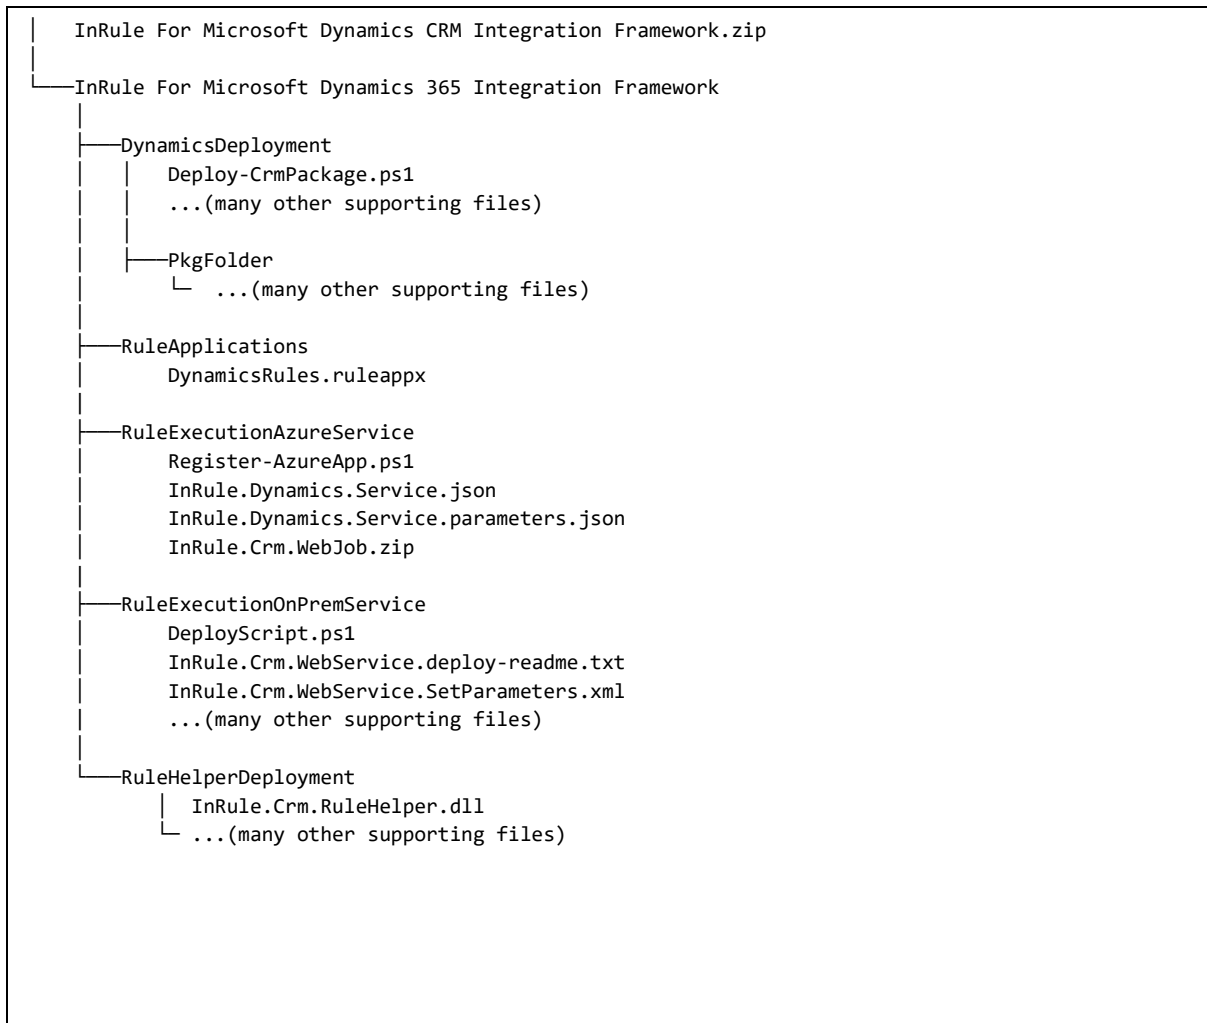 InRule For Microsoft Dynamics CRM Integration Framework.zip
InRule For Microsoft Dynamics 365 Integration Framework
DynamicsDeployment
Deploy-CrmPackage.ps1
...(many other supporting files)
PkgFolder
...(many other supporting files)
RuleApplications
DynamicsRules.ruleappx
RuleExecutionAzureService
Register-AzureApp.ps1
InRule.Dynamics.Service.json
InRule.Dynamics.Service.parameters.json
InRule.Crm.WebJob.zip
RuleExecutionOnPremService
DeployScript.ps1
InRule.Crm.WebService.deploy-readme.txt
InRule.Crm.WebService.SetParameters.xml
...(many other supporting files)
RuleHelperDeployment
InRule.Crm.RuleHelper.dll
...(many other supporting files)